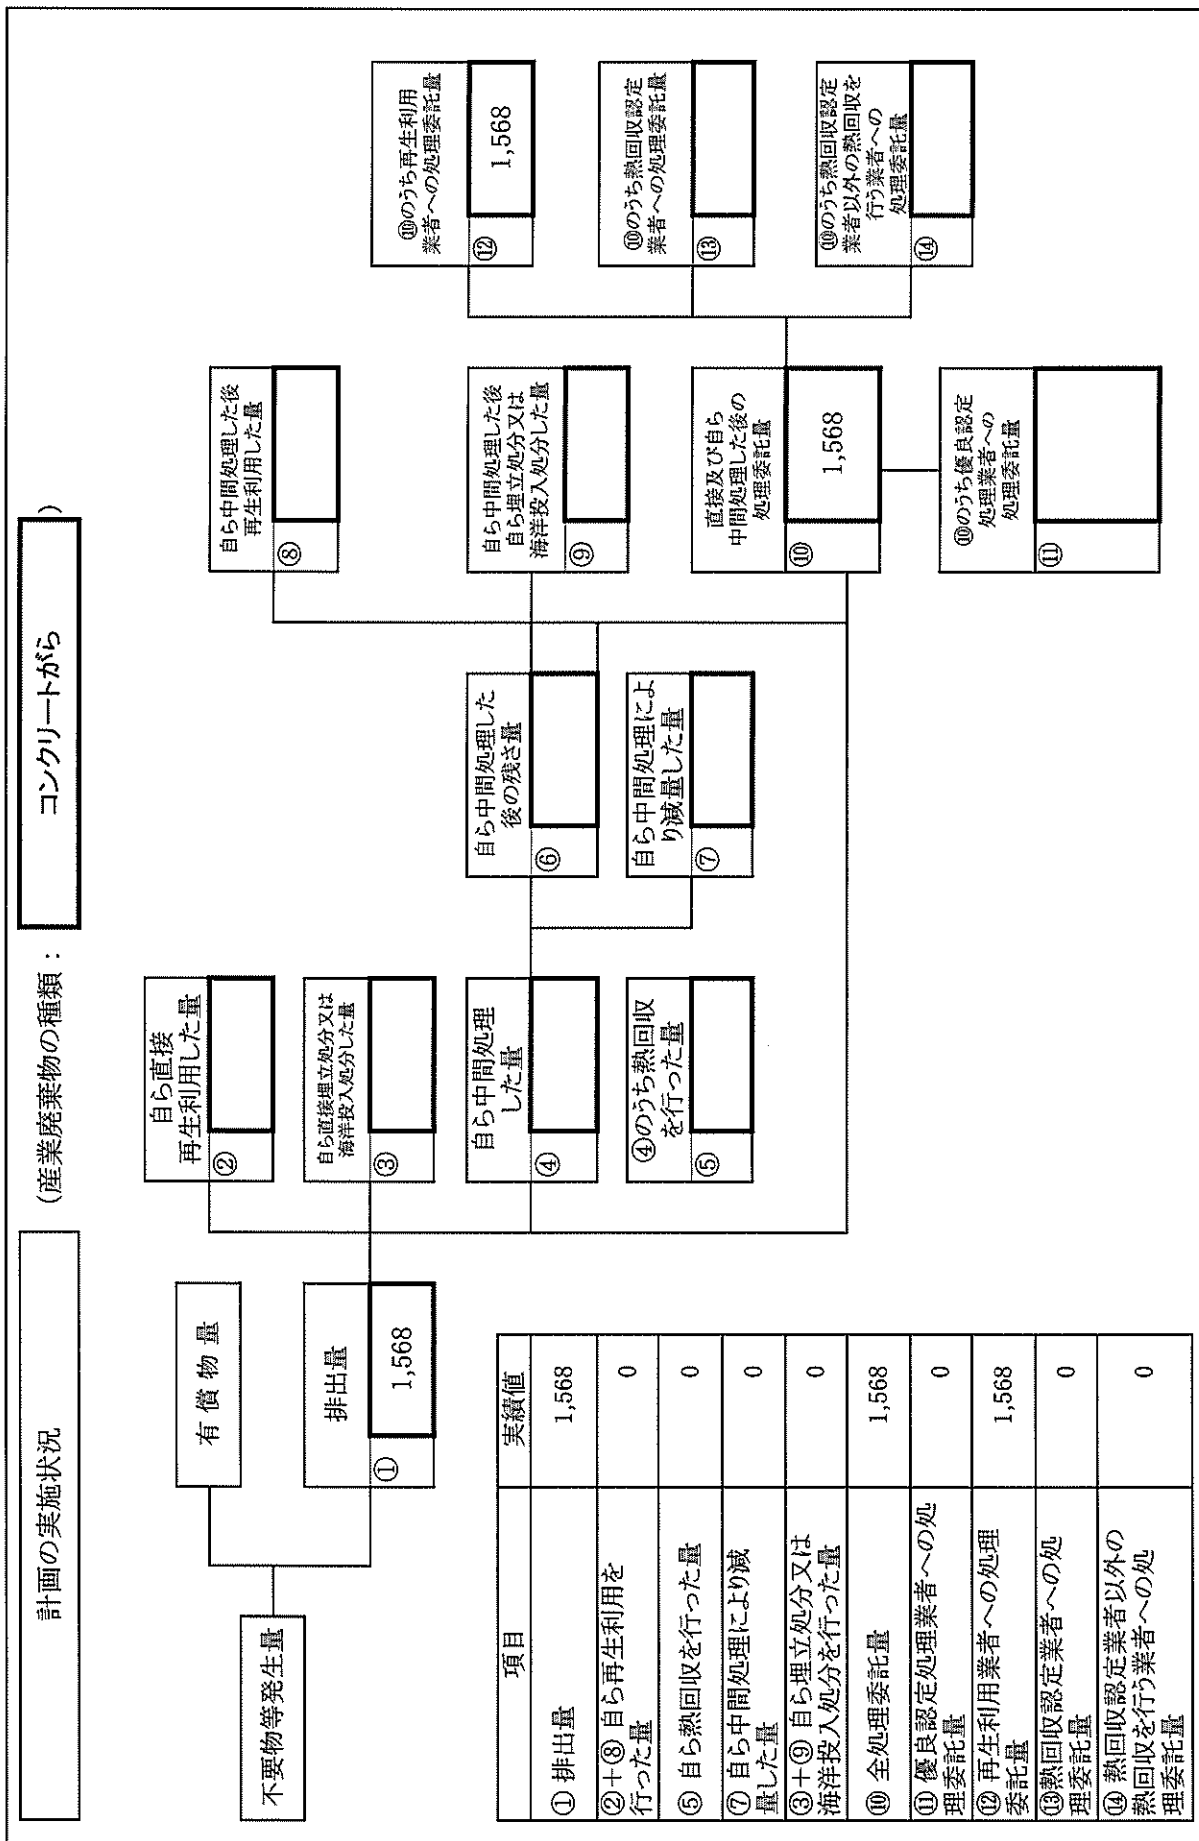 計画の実施状況
(産業廃棄物の種類：
コンクリートがら
)
不要物等発生量
有償物量
排出量
①
1,568
自ら直接
再生利用した量
②
自ら直接埋立処分又は
海洋投入処分した量
③
自ら中間処理
した量
④
④のうち熱回収
を行った量
⑤
自ら中間処理した
後の残さ量
⑥
自ら中間処理によ
り減量した量
⑦
自ら中間処理した後
再生利用した量
⑧
自ら中間処理した後
自ら埋立処分又は
海洋投入処分した量
⑨
直接及び自ら
中間処理した後の
処理委託量
⑩
1,568
⑩のうち優良認定
処理業者への
処理委託量
⑪
⑩のうち再生利用
業者への処理委託量
⑫
1,568
⑩のうち熱回収認定
業者への処理委託量
⑬
⑩のうち熱回収認定
業者以外の熱回収を
行う業者への
処理委託量
⑭
項目 実績値
① 排出量 1,568
②＋⑧ 自ら再生利用を
行った量 0
⑤ 自ら熱回収を行った量 0
⑦ 自ら中間処理により減
量した量 0
③＋⑨ 自ら埋立処分又は
海洋投入処分を行った量 0
⑩ 全処理委託量 1,568
⑪ 優良認定処理業者への処
理委託量 0
⑫ 再生利用業者への処理
委託量 1,568
⑬熱回収認定業者への処
理委託量 0
⑭ 熱回収認定業者以外の
熱回収を行う業者への処
理委託量 0